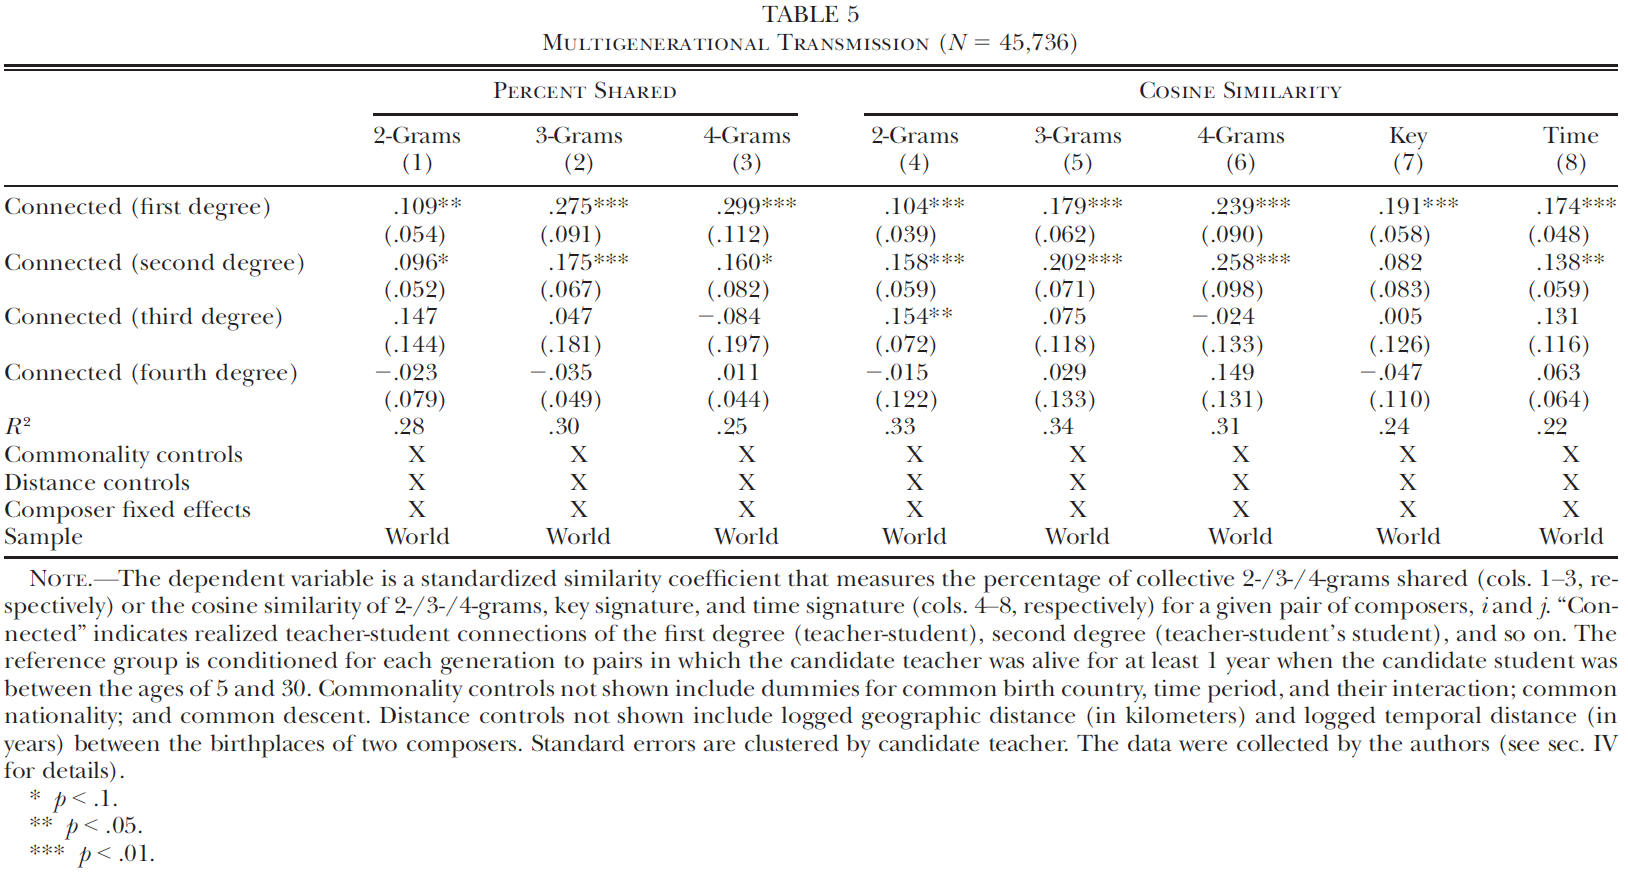 TABLE 5
Multigenerational Transmission (N = 45,736)
Percent Shared Cosine Similarity
2-Grams 3-Grams 4-Grams 2-Grams 3-Grams 4-Grams Key Time
(1) (2) (3) (4) (5) (6) (7) (8)
Connected (first degree) .109** .275*** .299*** .104*** .179*** .239*** .191*** .174***
(.054) (.091) (.112) (.039) (.062) (.090) (.058) (.048)
Connected (second degree) .096* .175*** .160* .158*** .202*** .258*** .082 .138**
(.052) (.067) (.082) (.059) (.071) (.098) (.083) (.059)
Connected (third degree) .147 .047 −.084 .154** .075 −.024 .005 .131
(.144) (.181) (.197) (.072) (.118) (.133) (.126) (.116)
Connected (fourth degree) −.023 −.035 .011 −.015 .029 .149 −.047 .063
(.079) (.049) (.044) (.122) (.133) (.131) (.110) (.064)
R² .28 .30 .25 .33 .34 .31 .24 .22
Commonality controls X X X X X X X X
Distance controls X X X X X X X X
Composer fixed effects X X X X X X X X
Sample World World World World World World World World
Note.—The dependent variable is a standardized similarity coefficient that measures the percentage of collective 2-/3-/4-grams shared (cols. 1–3, re-
spectively) or the cosine similarity of 2-/3-/4-grams, key signature, and time signature (cols. 4–8, respectively) for a given pair of composers, i and j. “Con-
nected” indicates realized teacher-student connections of the first degree (teacher-student), second degree (teacher-student’s student), and so on. The
reference group is conditioned for each generation to pairs in which the candidate teacher was alive for at least 1 year when the candidate student was
between the ages of 5 and 30. Commonality controls not shown include dummies for common birth country, time period, and their interaction; common
nationality; and common descent. Distance controls not shown include logged geographic distance (in kilometers) and logged temporal distance (in
years) between the birthplaces of two composers. Standard errors are clustered by candidate teacher. The data were collected by the authors (see sec. IV
for details).
* p < .1.
** p < .05.
*** p < .01.